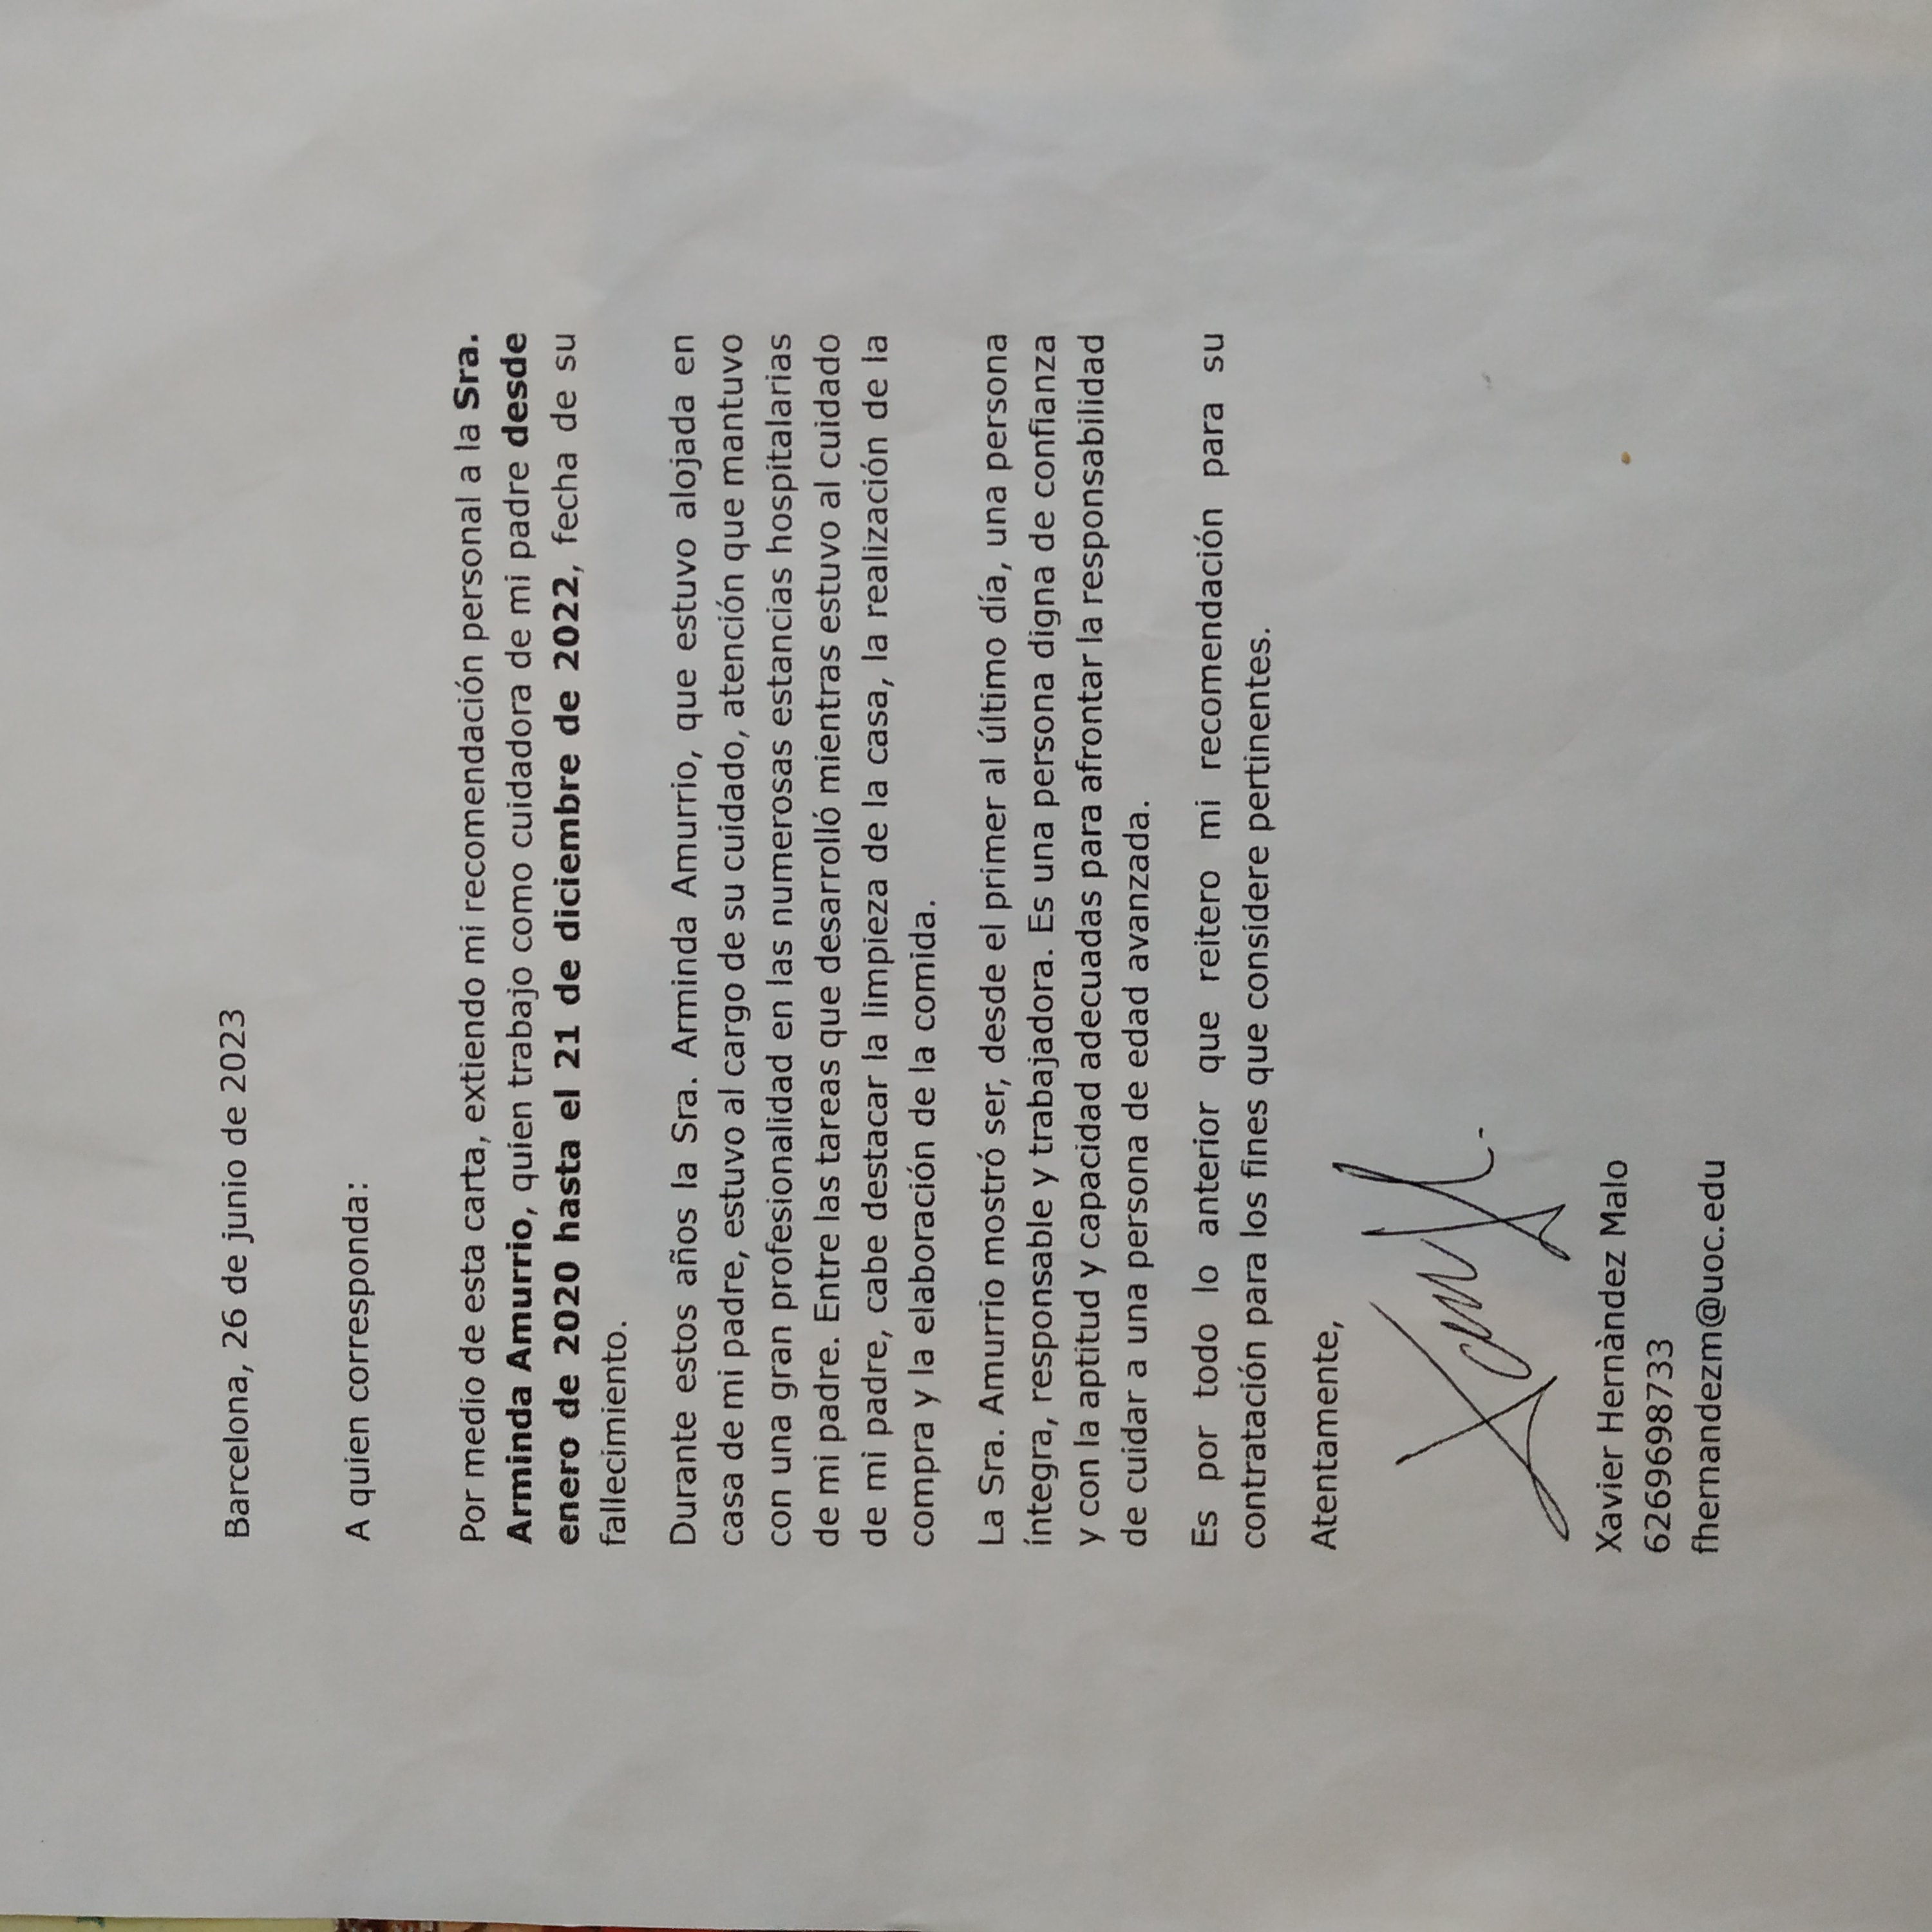 Barcelona, 26 de junio de 2023
A quien corresponda:
Por medio de esta carta, extiendo mi recomendación personal a la Sra.
Arminda Amurrio, quien trabajo como cuidadora de mi padre desde
enero de 2020 hasta el 21 de diciembre de 2022, fecha de su
fallecimiento.
Durante estos años la Sra. Arminda Amurrio, que estuvo alojada en
casa de mi padre, estuvo al cargo de su cuidado, atención que mantuvo
con una gran profesionalidad en las numerosas estancias hospitalarias
de mi padre. Entre las tareas que desarrolló mientras estuvo al cuidado
de mi padre, cabe destacar la limpieza de la casa, la realización de la
compra y la elaboración de la comida.
La Sra. Amurrio mostró ser, desde el primer al último día, una persona
íntegra, responsable y trabajadora. Es una persona digna de confianza
y con la aptitud y capacidad adecuadas para afrontar la responsabilidad
de cuidar a una persona de edad avanzada.
Es por todo lo anterior que reitero mi recomendación para su
contratación para los fines que considere pertinentes.
Atentamente,
Xavier Hernàndez Malo
626968733
fhernandezm@uoc.edu